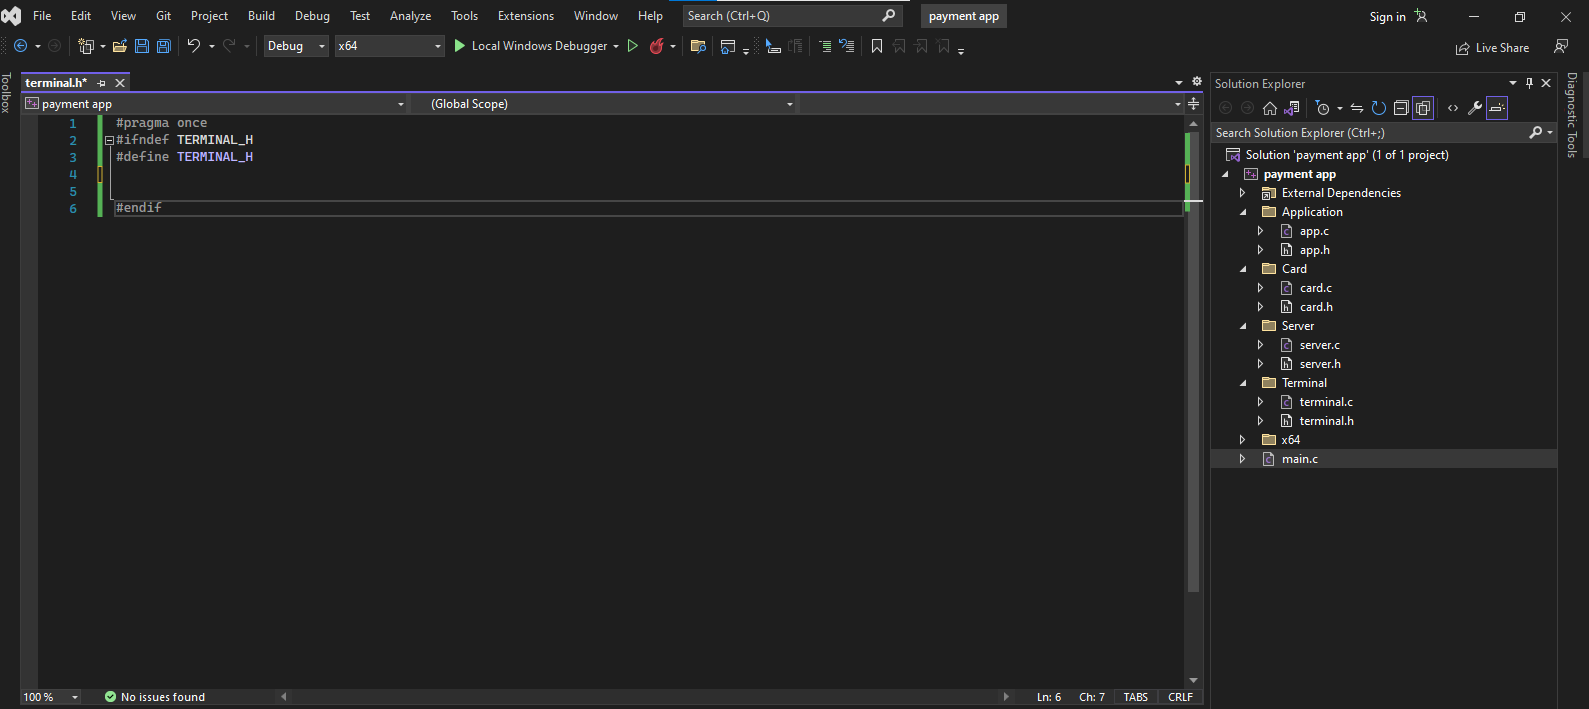 File Edit View Git Project Build Debug Test Analyze Tools Extensions Window Help Search (Ctrl+Q) payment app Sign in
Debug x64 Local Windows Debugger Live Share
Toolbox
terminal.h*
payment app (Global Scope)
1 #pragma once
2 #ifndef TERMINAL_H
3 #define TERMINAL_H
4
5
6 #endif
100 % No issues found Ln: 6 Ch: 7 TABS CRLF
Solution Explorer
Search Solution Explorer (Ctrl+;)
Solution 'payment app' (1 of 1 project)
payment app
External Dependencies
Application
app.c
app.h
Card
card.c
card.h
Server
server.c
server.h
Terminal
terminal.c
terminal.h
x64
main.c
Diagnostic Tools